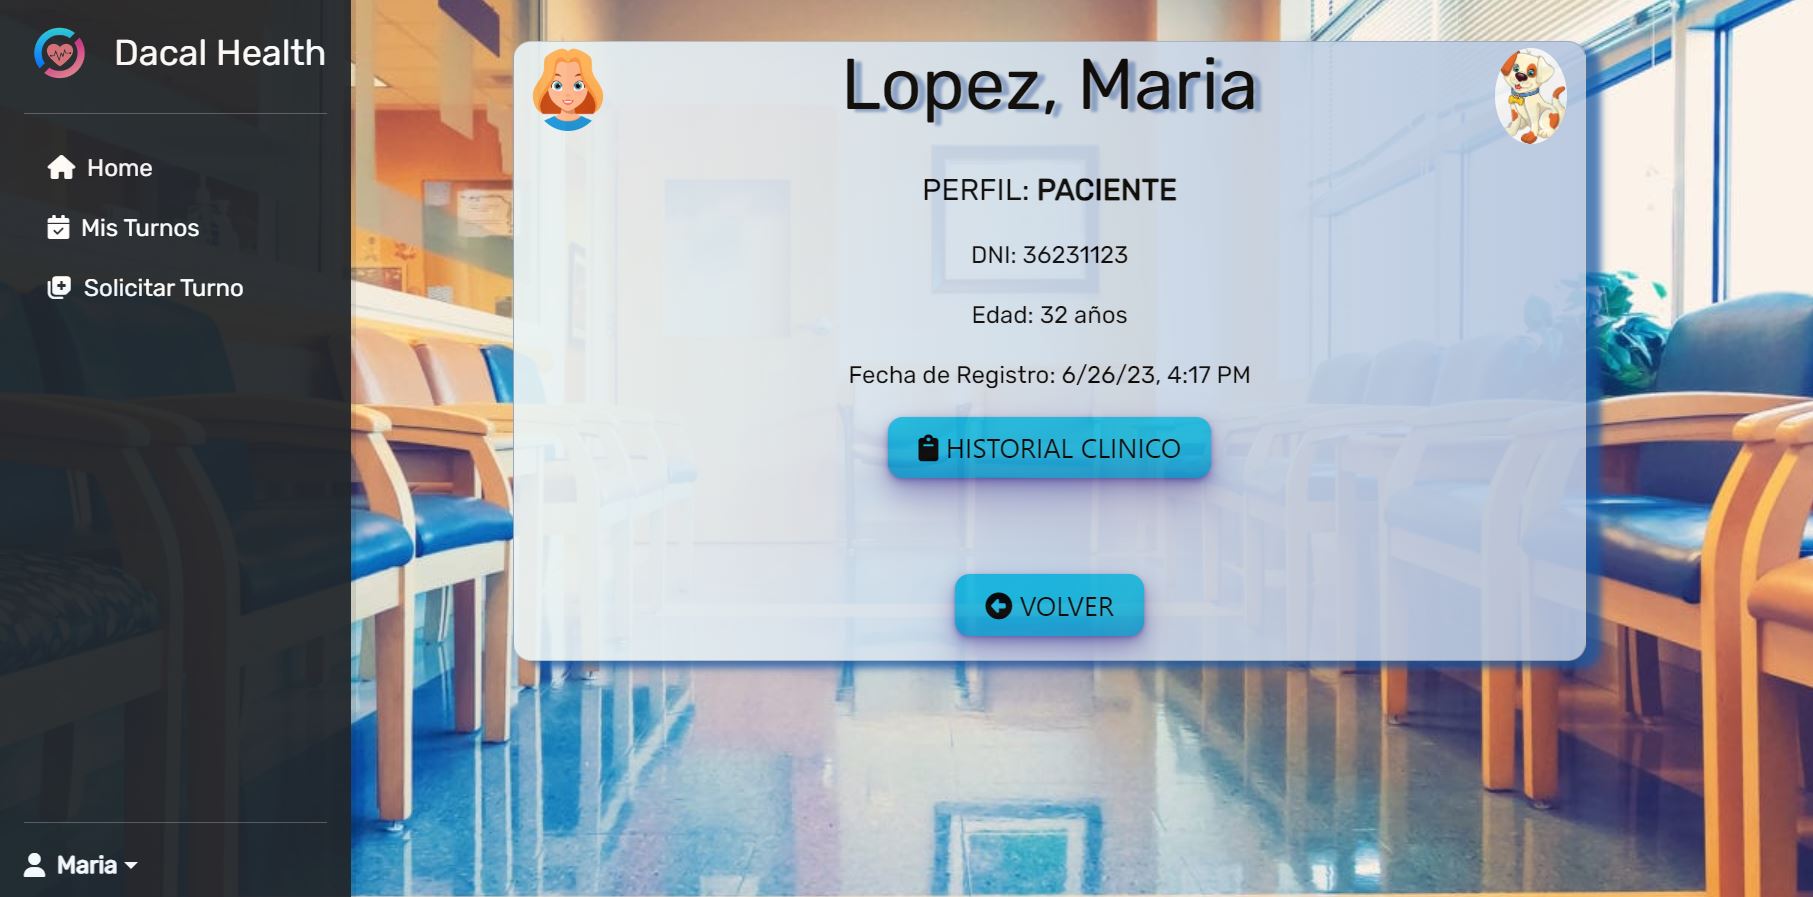 Dacal Health
Home
Mis Turnos
Solicitar Turno
Maria
Lopez, Maria
PERFIL: PACIENTE
DNI: 36231123
Edad: 32 años
Fecha de Registro: 6/26/23, 4:17 PM
HISTORIAL CLINICO
VOLVER